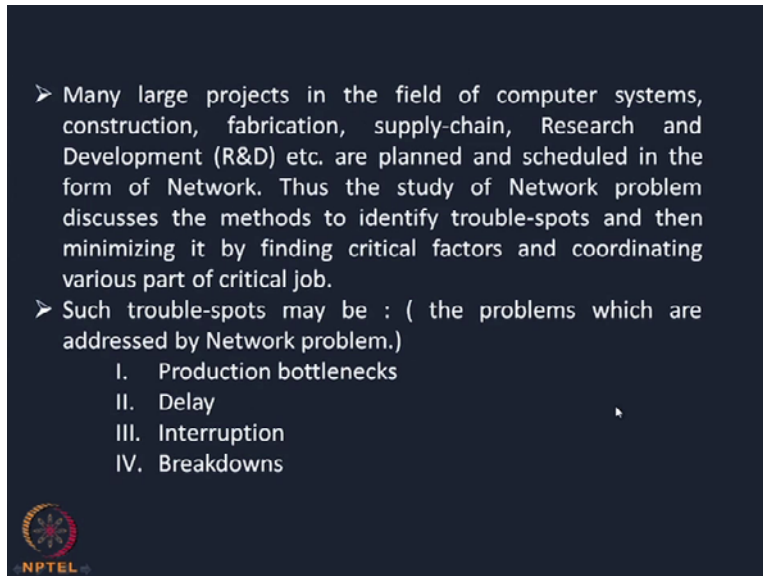 ➢ Many large projects in the field of computer systems,
construction, fabrication, supply-chain, Research and
Development (R&D) etc. are planned and scheduled in the
form of Network. Thus the study of Network problem
discusses the methods to identify trouble-spots and then
minimizing it by finding critical factors and coordinating
various part of critical job.
➢ Such trouble-spots may be : ( the problems which are
addressed by Network problem.)
I. Production bottlenecks
II. Delay
III. Interruption
IV. Breakdowns
NPTEL